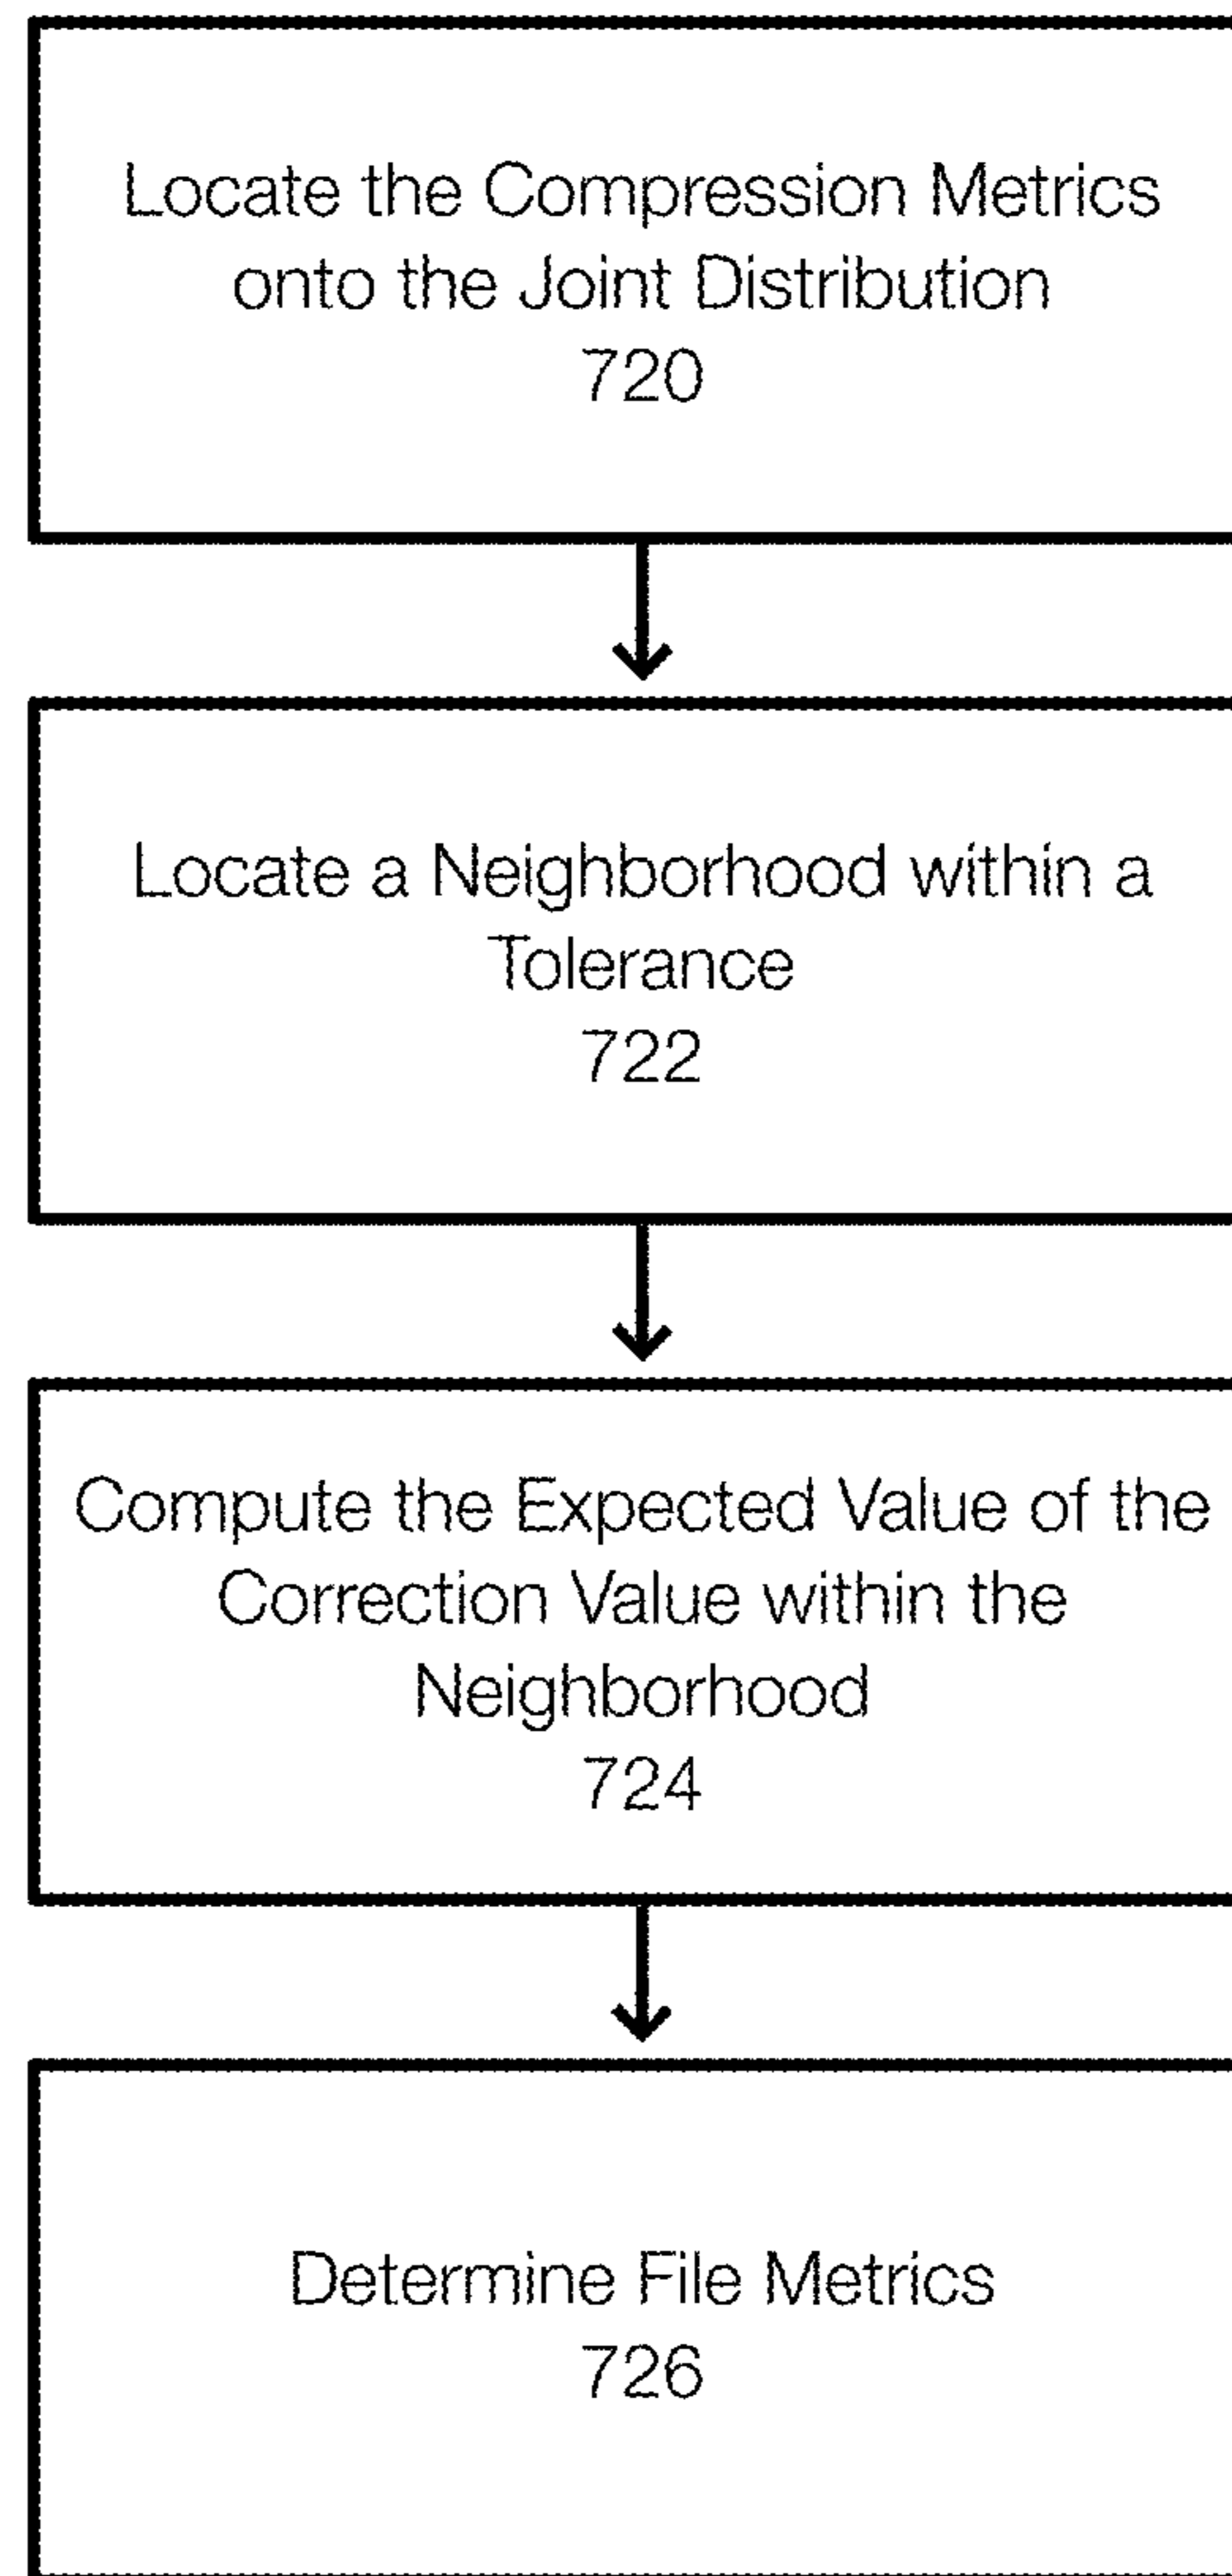 Locate the Compression Metrics
onto the Joint Distribution
720
Locate a Neighborhood within a
Tolerance
722
Compute the Expected Value of the
Correction Value within the
Neighborhood
724
Determine File Metrics
726